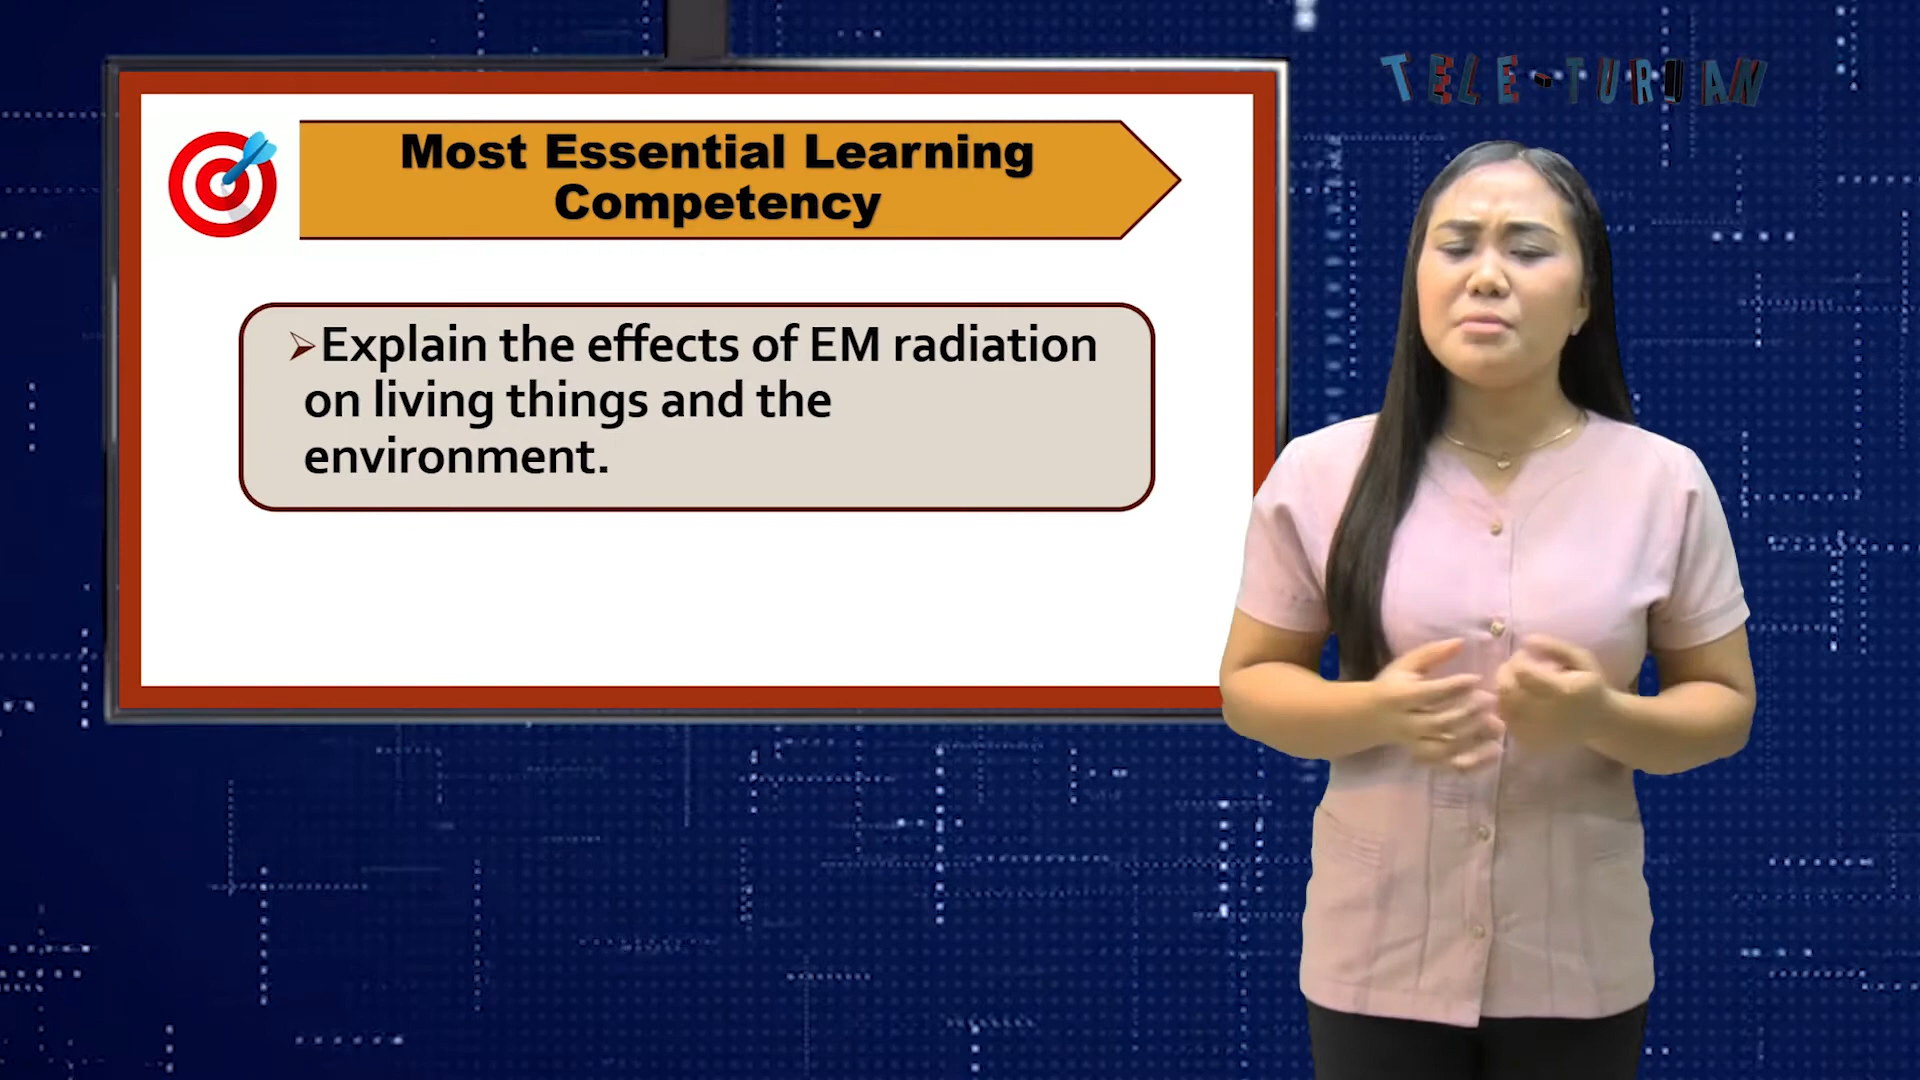 TELE-TURUAN
Most Essential Learning
Competency
➢Explain the effects of EM radiation
on living things and the
environment.